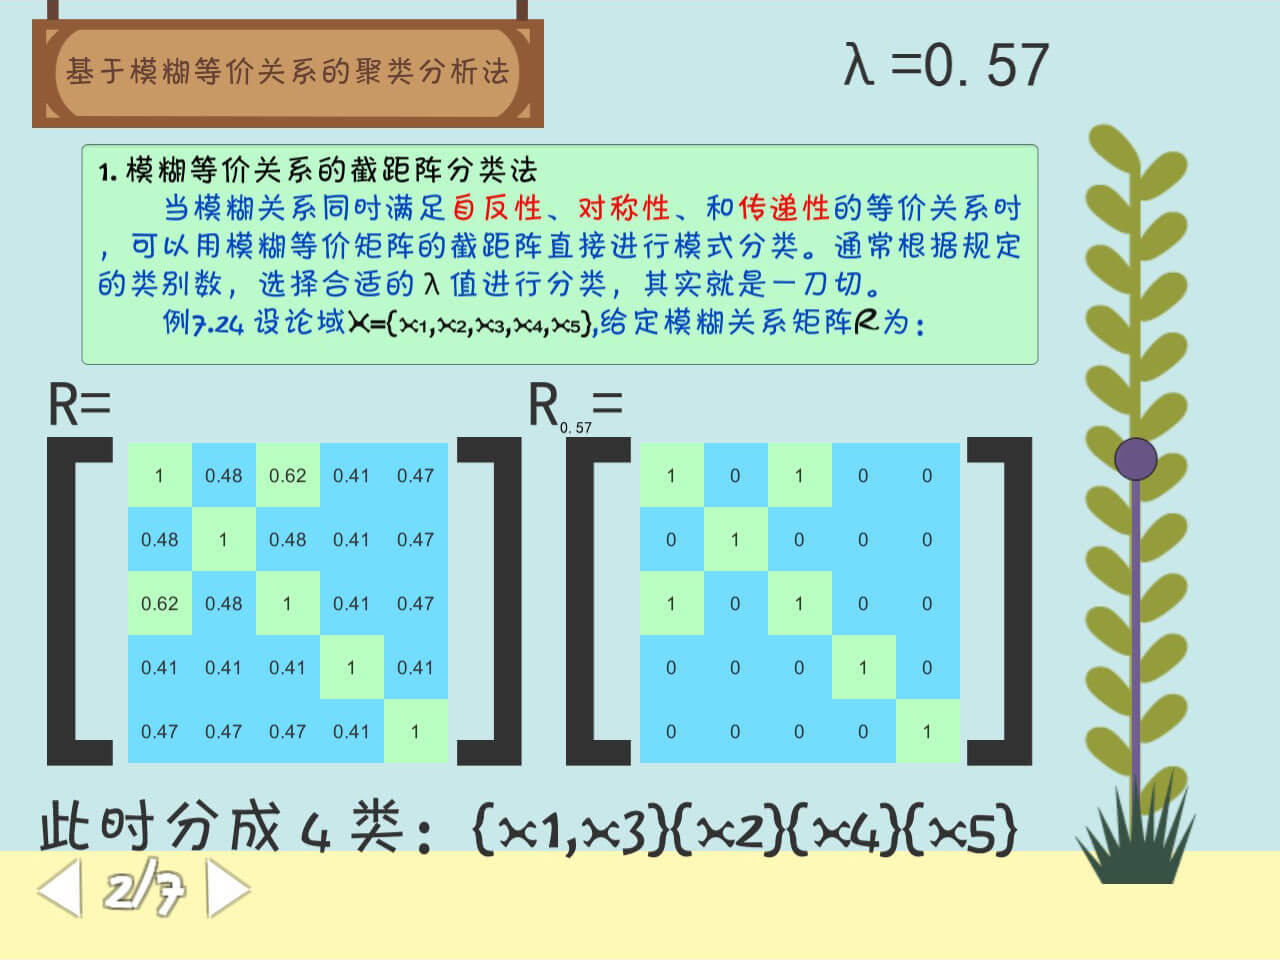 基于模糊等价关系的聚类分析法
λ =0. 57
1. 模糊等价关系的截距阵分类法
当模糊关系同时满足自反性、对称性、和传递性的等价关系时
，可以用模糊等价矩阵的截距阵直接进行模式分类。通常根据规定
的类别数，选择合适的 λ 值进行分类，其实就是一刀切。
例7.24 设论域X={x1,x2,x3,x4,x5},给定模糊关系矩阵R为：
R=
1 0.48 0.62 0.41 0.47
0.48 1 0.48 0.41 0.47
0.62 0.48 1 0.41 0.47
0.41 0.41 0.41 1 0.41
0.47 0.47 0.47 0.41 1
R0. 57=
1 0 1 0 0
0 1 0 0 0
1 0 1 0 0
0 0 0 1 0
0 0 0 0 1
此时分成 4 类：{x1,x3}{x2}{x4}{x5}
2/7